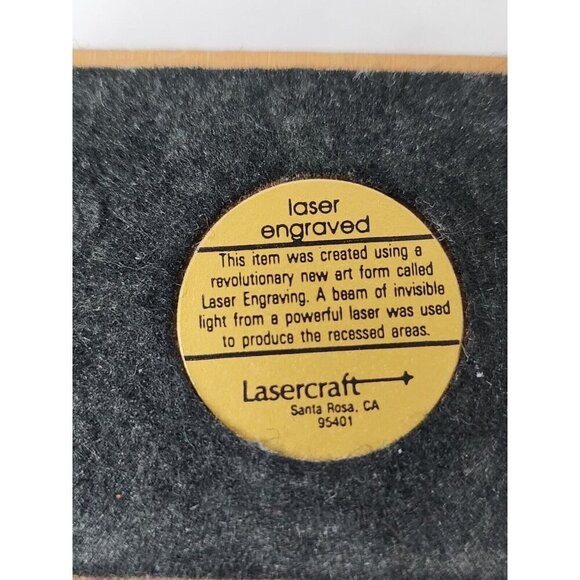 laser
engraved
This item was created using a
revolutionary new art form called
Laser Engraving. A beam of invisible
light from a powerful laser was used
to produce the recessed areas.
Lasercraft
Santa Rosa, CA
95401